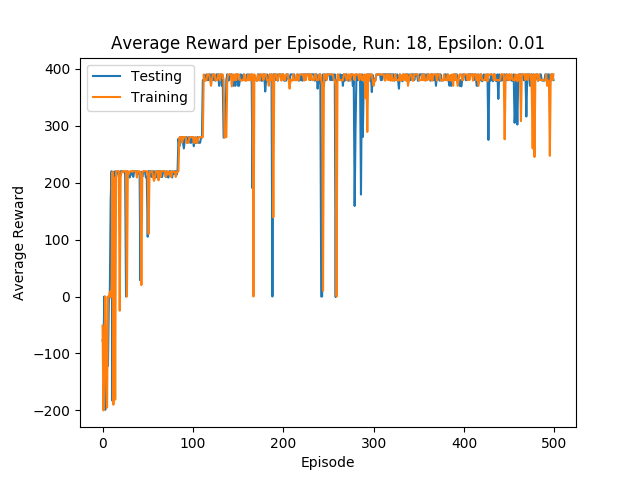 Average Reward per Episode, Run: 18, Epsilon: 0.01
Testing
Training
Average Reward
400
300
200
100
0
−100
−200
0
100
200
300
400
500
Episode